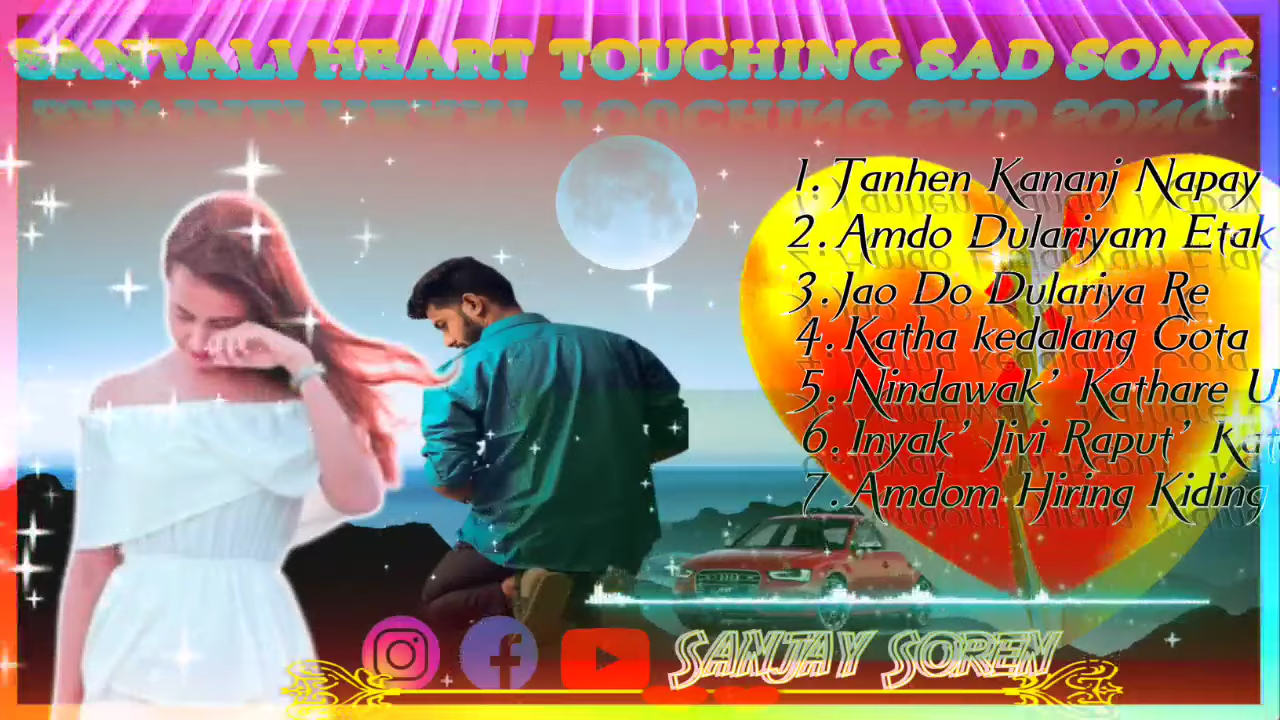 SANTALI HEART TOUCHING SAD SONG
1. Tanhen Kananj Napay
2. Amdo Dulariyam Etak
3. Jao Do Dulariya Re
4. Katha kedalang Gota
5. Nindawak' Kathare
6. Inyak' Jivi Raput'
7. Amdom Hiring Kiding
SANJAY SOREN